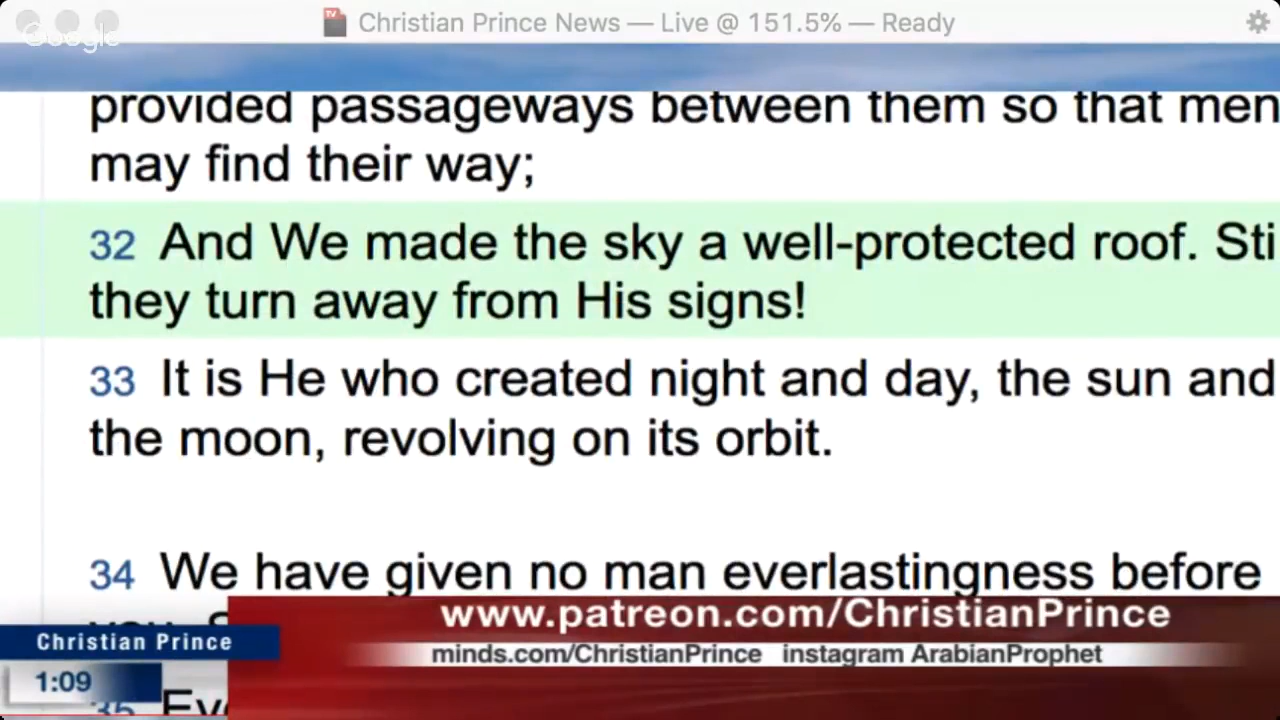 Christian Prince News — Live @ 151.5% — Ready
Google
provided passageways between them so that men
may find their way;
32 And We made the sky a well-protected roof. Sti
they turn away from His signs!
33 It is He who created night and day, the sun and
the moon, revolving on its orbit.
34 We have given no man everlastingness before
www.patreon.com/ChristianPrince
Christian Prince
minds.com/ChristianPrince instagram ArabianProphet
1:09
35 Ev